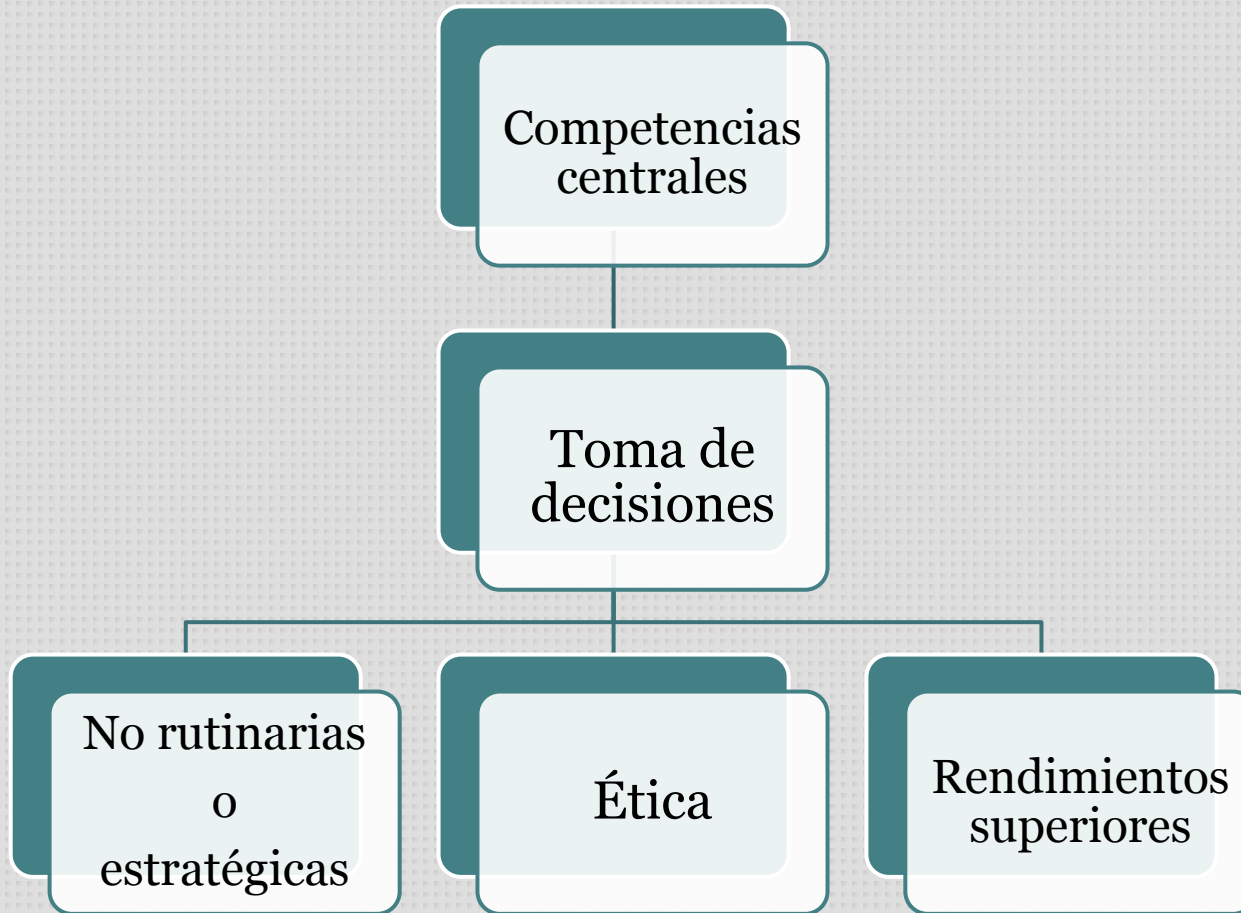 Competencias
centrales
Toma de
decisiones
No rutinarias
o
estratégicas
Ética
Rendimientos
superiores